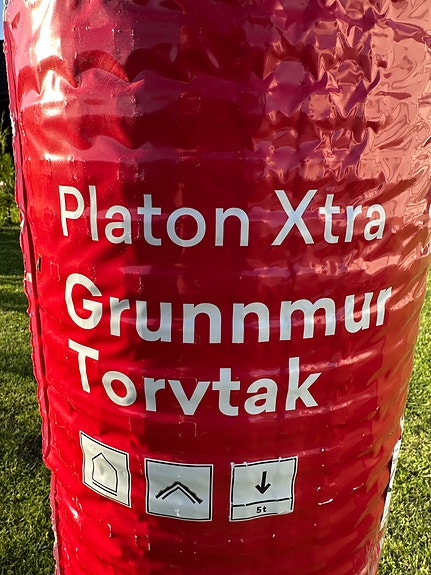 Platon Xtra
Grunnmur
Torvtak
5t